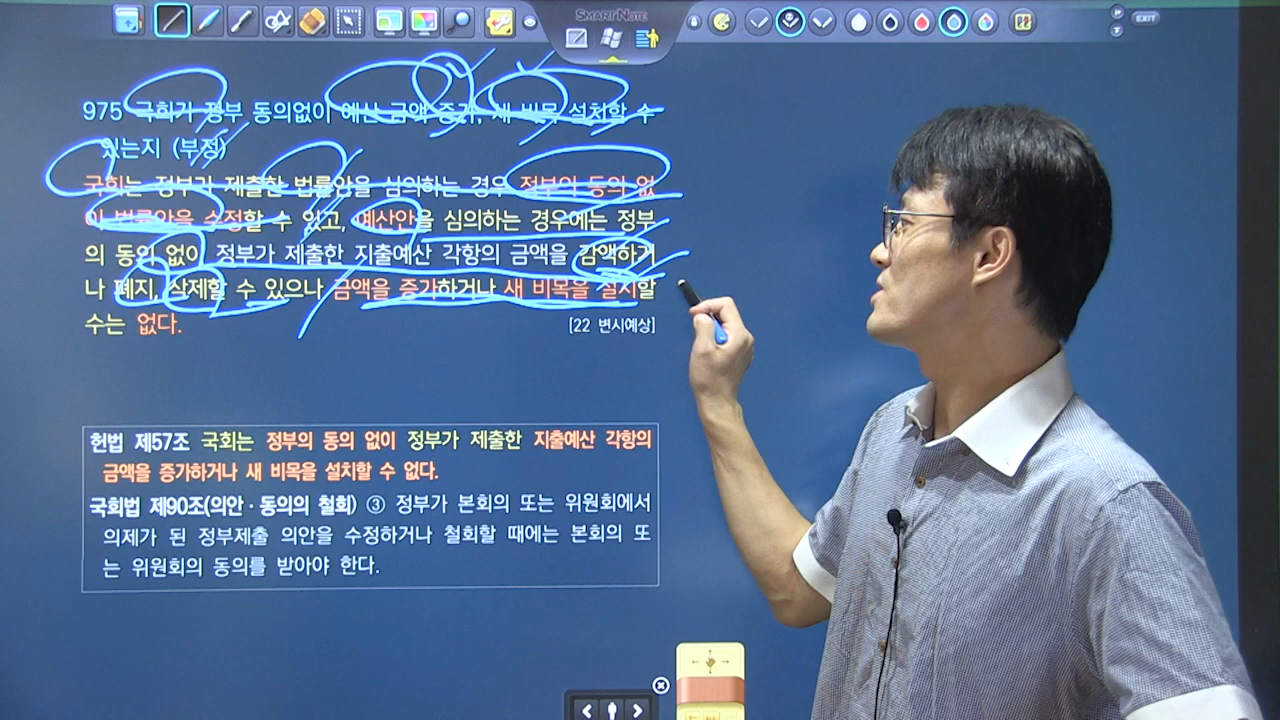 SMARTNOTE
EXIT
975 국회가 정부 동의없이 예산 금액 증가, 새 비목 설치할 수
있는지 (부정)
국회는 정부가 제출한 법률안을 심의하는 경우 정부의 동의 없
이 법률안을 수정할 수 있고, 예산안을 심의하는 경우에는 정부
의 동의 없이 정부가 제출한 지출예산 각항의 금액을 감액하거
나 폐지, 삭제할 수 있으나 금액을 증가하거나 새 비목을 설치할
수는 없다.
[22 변시예상]
헌법 제57조 국회는 정부의 동의 없이 정부가 제출한 지출예산 각항의
금액을 증가하거나 새 비목을 설치할 수 없다.
국회법 제90조(의안·동의의 철회) ③ 정부가 본회의 또는 위원회에서
의제가 된 정부제출 의안을 수정하거나 철회할 때에는 본회의 또
는 위원회의 동의를 받아야 한다.